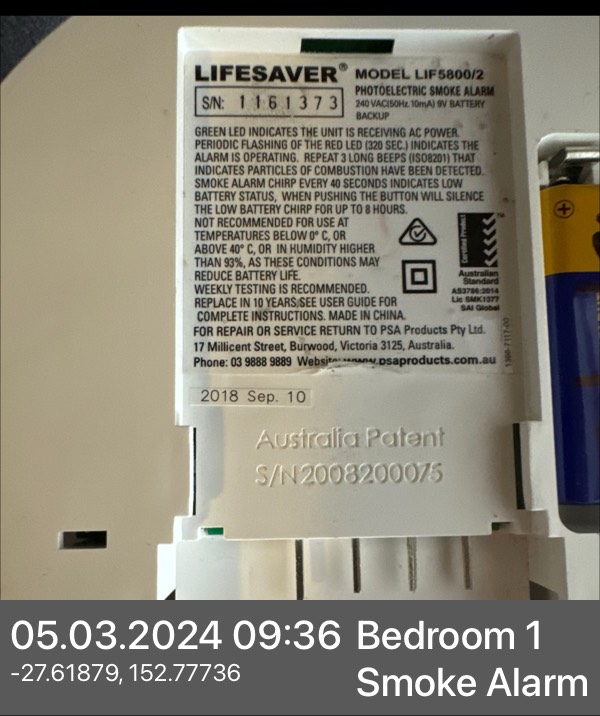 LIFESAVER® MODEL LIF5800/2
PHOTOELECTRIC SMOKE ALARM
S/N: 1161373
240 VAC(50Hz. 10mA) 9V BATTERY
BACKUP
GREEN LED INDICATES THE UNIT IS RECEIVING AC POWER.
PERIODIC FLASHING OF THE RED LED (320 SEC.) INDICATES THE
ALARM IS OPERATING. REPEAT 3 LONG BEEPS (ISO8201) THAT
INDICATES PARTICLES OF COMBUSTION HAVE BEEN DETECTED.
SMOKE ALARM CHIRP EVERY 40 SECONDS INDICATES LOW
BATTERY STATUS, WHEN PUSHING THE BUTTON WILL SILENCE
THE LOW BATTERY CHIRP FOR UP TO 8 HOURS.
NOT RECOMMENDED FOR USE AT
TEMPERATURES BELOW 0° C, OR
ABOVE 40° C, OR IN HUMIDITY HIGHER
THAN 93%, AS THESE CONDITIONS MAY
REDUCE BATTERY LIFE.
WEEKLY TESTING IS RECOMMENDED.
REPLACE IN 10 YEARS;SEE USER GUIDE FOR
COMPLETE INSTRUCTIONS. MADE IN CHINA.
Certified Product
Australian
Standard
AS3786:2014
Lic SMK1377
SAI Global
FOR REPAIR OR SERVICE RETURN TO PSA Products Pty Ltd.
17 Millicent Street, Burwood, Victoria 3125, Australia.
Phone: 03 9888 9889 Website: www.psaproducts.com.au
2018 Sep. 10
Australia Patent
S/N2008200075
05.03.2024 09:36 Bedroom 1
-27.61879, 152.77736
Smoke Alarm